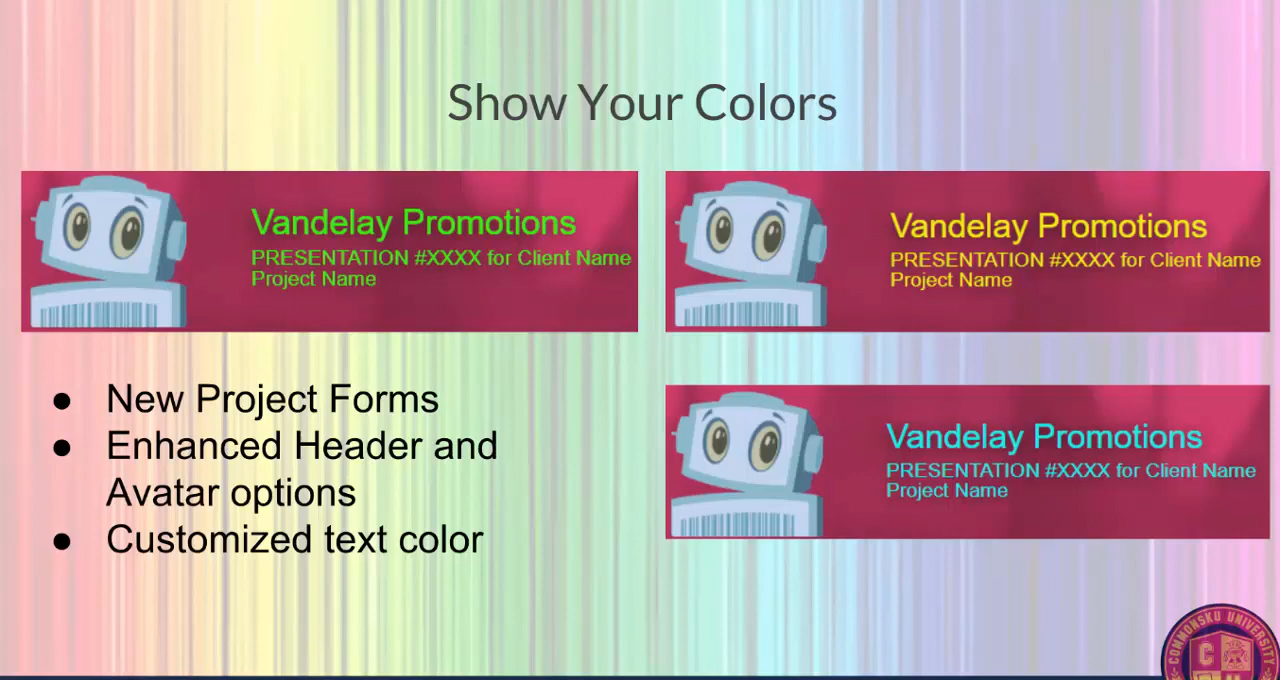 Show Your Colors
Vandelay Promotions
PRESENTATION #XXXX for Client Name
Project Name
Vandelay Promotions
PRESENTATION #XXXX for Client Name
Project Name
● New Project Forms
● Enhanced Header and
Avatar options
● Customized text color
Vandelay Promotions
PRESENTATION #XXXX for Client Name
Project Name
COMMONSKU UNIVERSITY
C